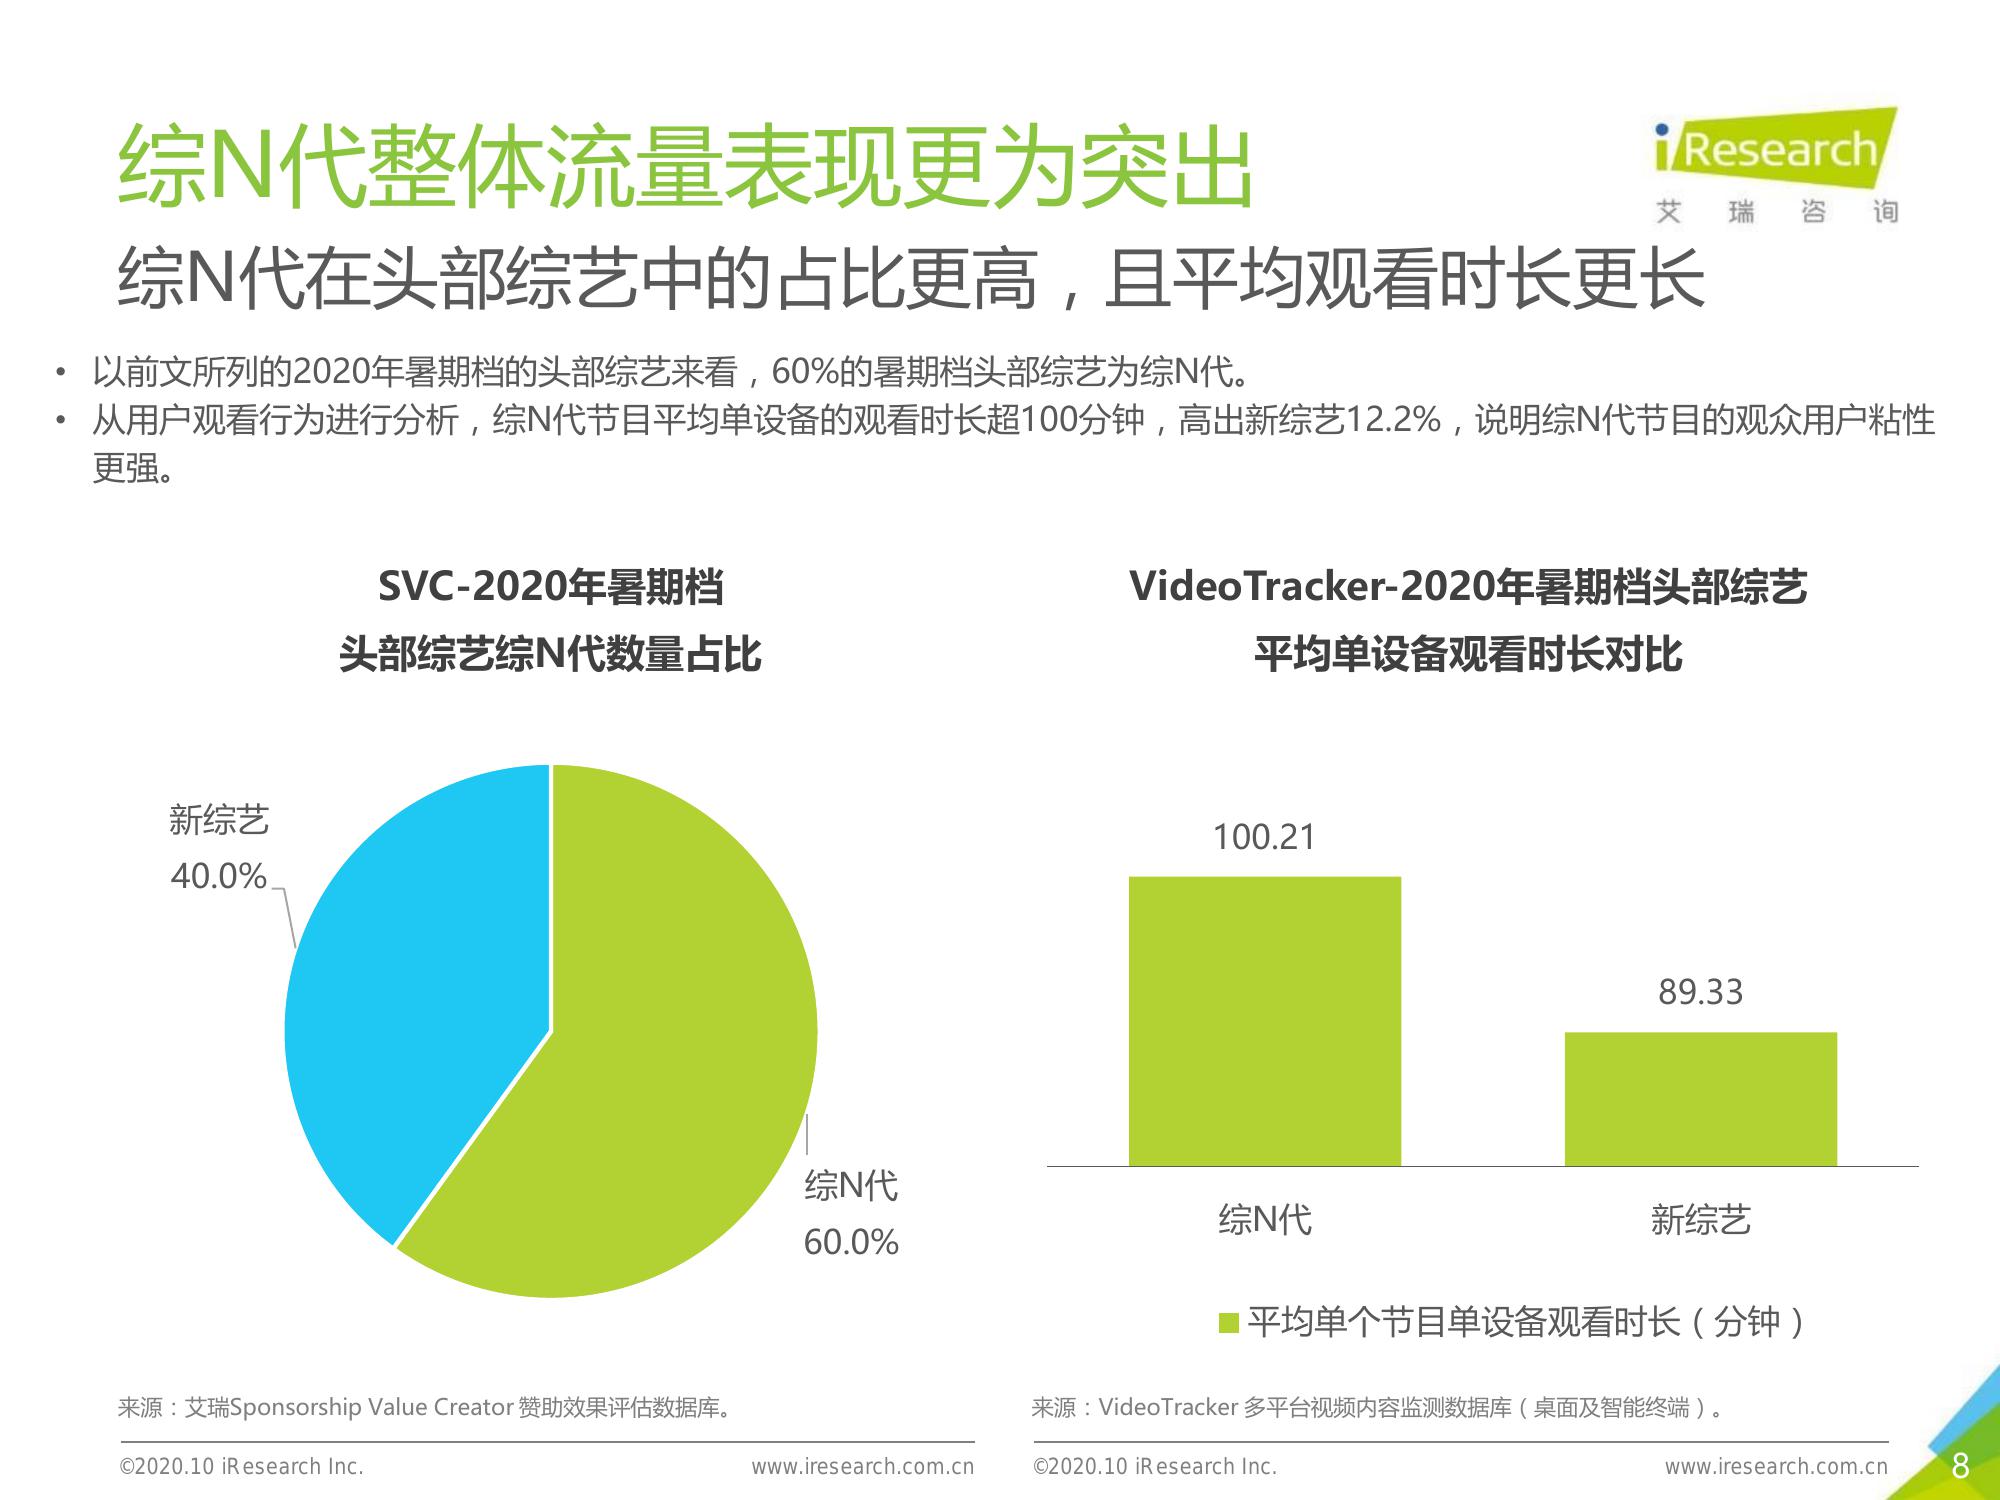 综N代整体流量表现更为突出
iResearch
艾瑞咨询
综N代在头部综艺中的占比更高，且平均观看时长更长
• 以前文所列的2020年暑期档的头部综艺来看，60%的暑期档头部综艺为综N代。
• 从用户观看行为进行分析，综N代节目平均单设备的观看时长超100分钟，高出新综艺12.2%，说明综N代节目的观众用户粘性
更强。
SVC-2020年暑期档
头部综艺综N代数量占比
新综艺
40.0%
综N代
60.0%
VideoTracker-2020年暑期档头部综艺
平均单设备观看时长对比
100.21
89.33
综N代
新综艺
平均单个节目单设备观看时长（分钟）
来源：艾瑞Sponsorship Value Creator赞助效果评估数据库。
来源：VideoTracker 多平台视频内容监测数据库（桌面及智能终端）。
©2020.10 iResearch Inc.
www.iresearch.com.cn
©2020.10 iResearch Inc.
www.iresearch.com.cn
8